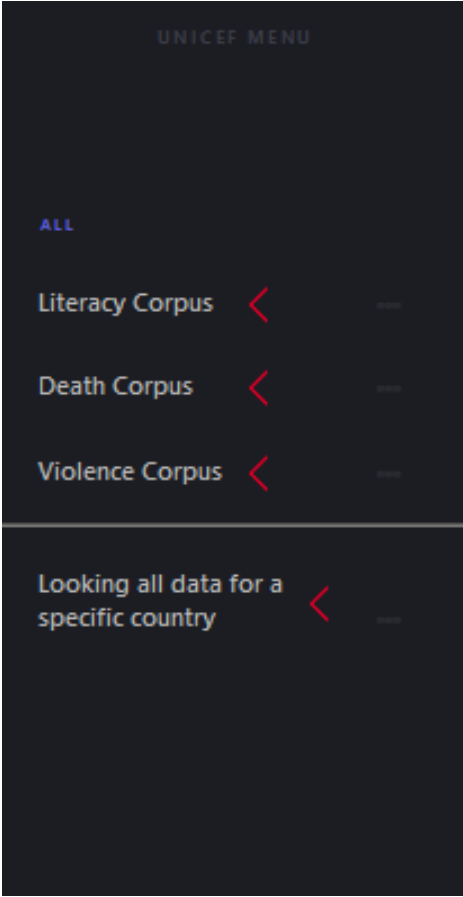 UNICEF MENU
ALL
Literacy Corpus
Death Corpus
Violence Corpus
Looking all data for a
specific country